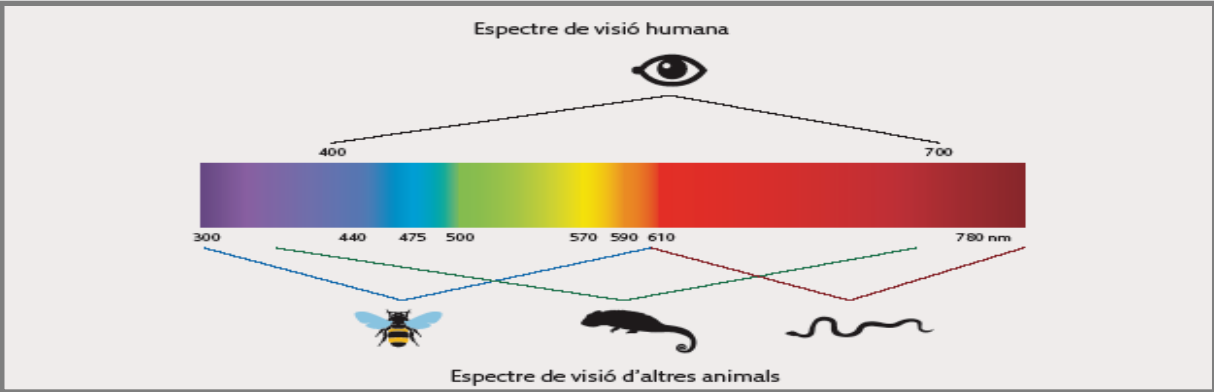 Espectre de visió humana
400 700
300 440 475 500 570 590 610 780 nm
Espectre de visió d'altres animals